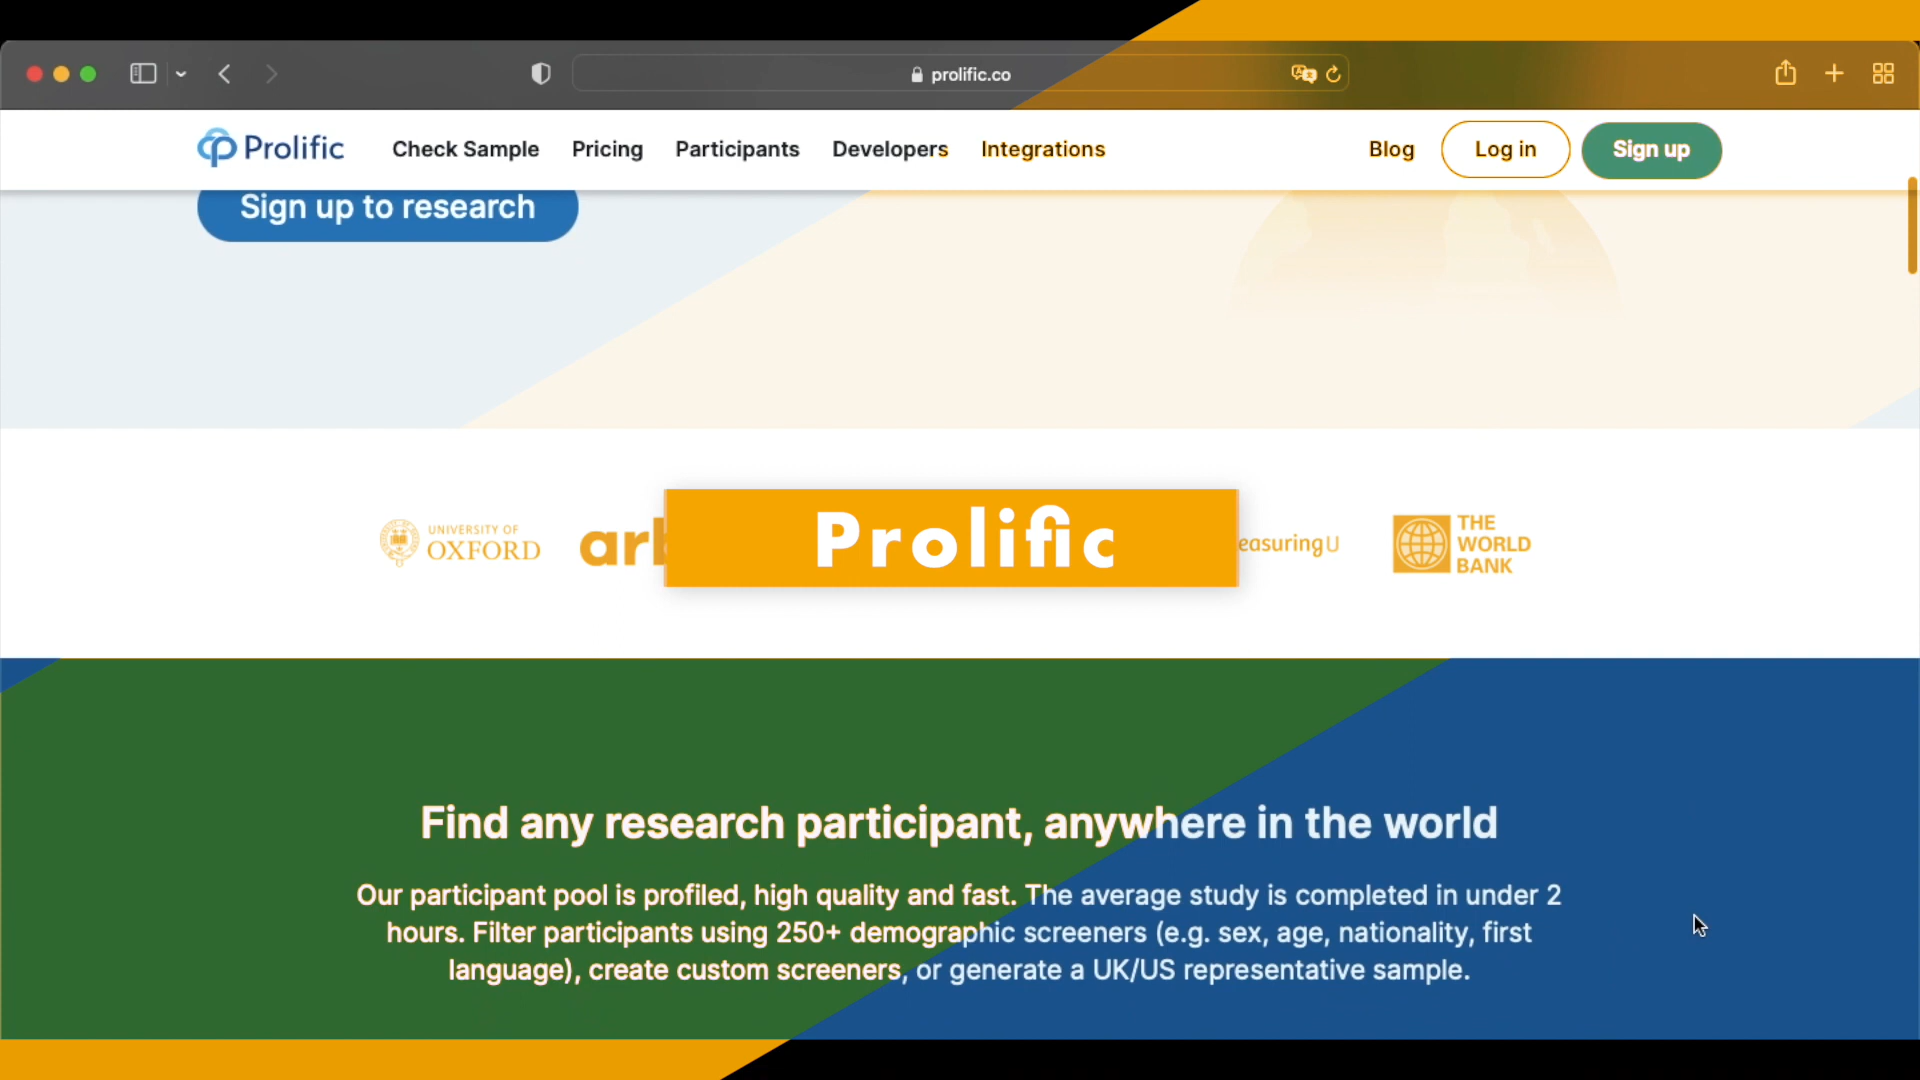 prolific.co
Prolific
Check Sample
Pricing
Participants
Developers
Integrations
Blog
Log in
Sign up
Sign up to research
UNIVERSITY OF
OXFORD
Prolific
THE
WORLD
BANK
Find any research participant, anywhere in the world
Our participant pool is profiled, high quality and fast. The average study is completed in under 2
hours. Filter participants using 250+ demographic screeners (e.g. sex, age, nationality, first
language), create custom screeners, or generate a UK/US representative sample.